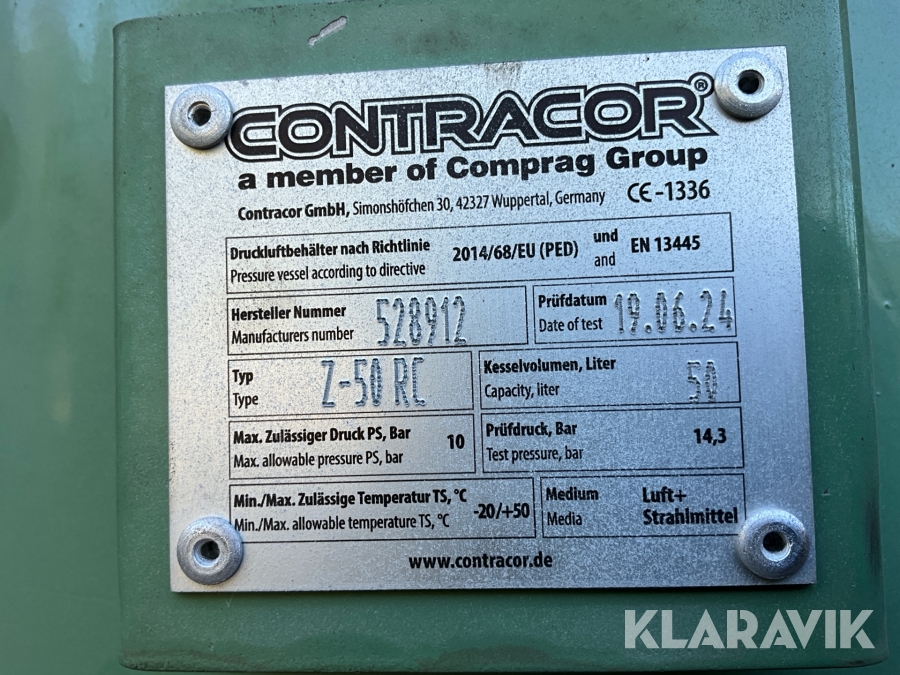 CONTRACOR®
a member of Comprag Group
Contracor GmbH, Simonshöfchen 30, 42327 Wuppertal, Germany CE-1336
Druckluftbehälter nach Richtlinie 2014/68/EU (PED) und EN 13445
Pressure vessel according to directive and
Hersteller Nummer 528912 Prüfdatum 19.06.24
Manufacturers number Date of test
Typ Z-50 RC Kesselvolumen, Liter 50
Type Capacity, liter
Max. Zulässiger Druck PS, Bar 10 Prüfdruck, Bar 14,3
Max. allowable pressure PS, bar Test pressure, bar
Min./Max. Zulässige Temperatur TS, °C -20/+50 Medium Luft+
Min./Max. allowable temperature TS, °C Media Strahlmittel
www.contracor.de
KLARAVIK